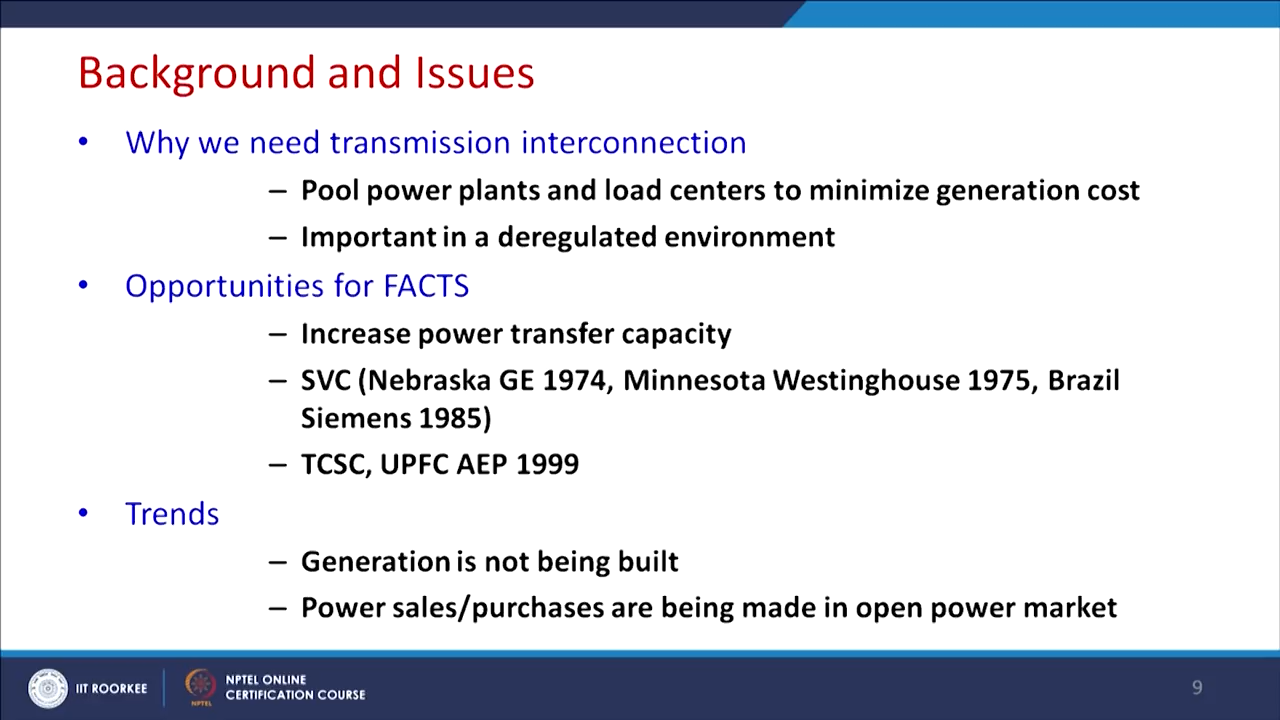 Background and Issues
• Why we need transmission interconnection
– Pool power plants and load centers to minimize generation cost
– Important in a deregulated environment
• Opportunities for FACTS
– Increase power transfer capacity
– SVC (Nebraska GE 1974, Minnesota Westinghouse 1975, Brazil
Siemens 1985)
– TCSC, UPFC AEP 1999
• Trends
– Generation is not being built
– Power sales/purchases are being made in open power market
IIT ROORKEE
NPTEL
NPTEL ONLINE
CERTIFICATION COURSE
9